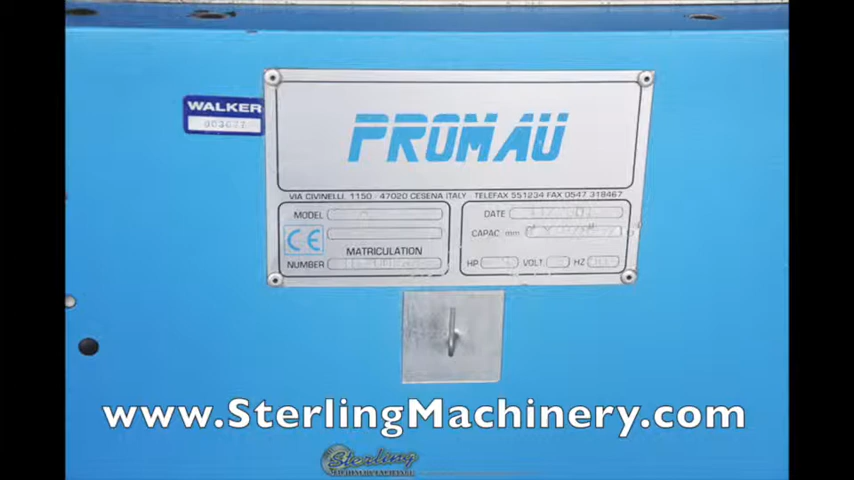 WALKER
PROMAU
VIA CIVINELLI, 1150 - 47020 CESENA ITALY - TELEFAX 551234 FAX 0547 318467
MODEL
DATE
CAPAC mm
CE
MATRICULATION
NUMBER
HP VOLT HZ
www.SterlingMachinery.com
Sterling